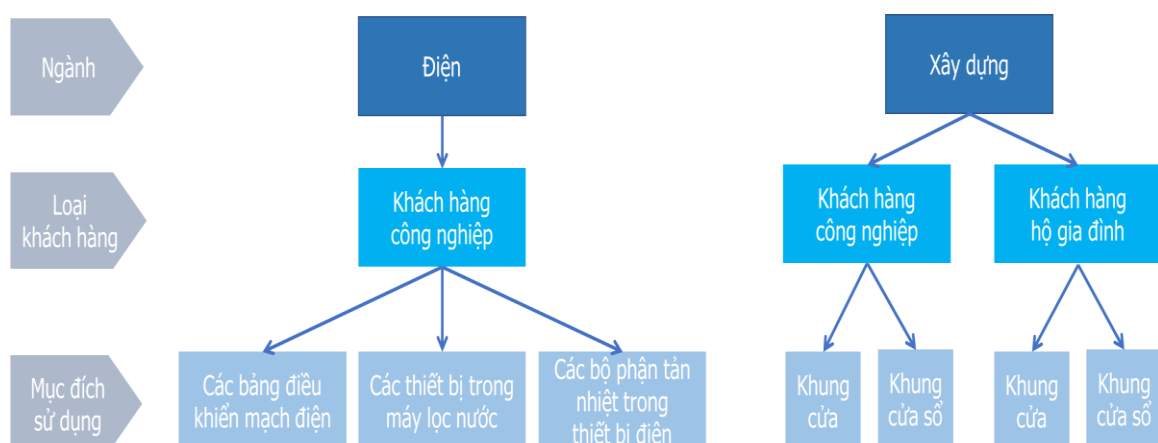 Ngành
Điện
Xây dựng
Loại
khách hàng
Khách hàng
công nghiệp
Khách hàng
công nghiệp
Khách hàng
hộ gia đình
Mục đích
sử dụng
Các bảng điều
khiển mạch điện
Các thiết bị trong
máy lọc nước
Các bộ phận tản
nhiệt trong
thiết bị điện
Khung
cửa
Khung
cửa sổ
Khung
cửa
Khung
cửa sổ